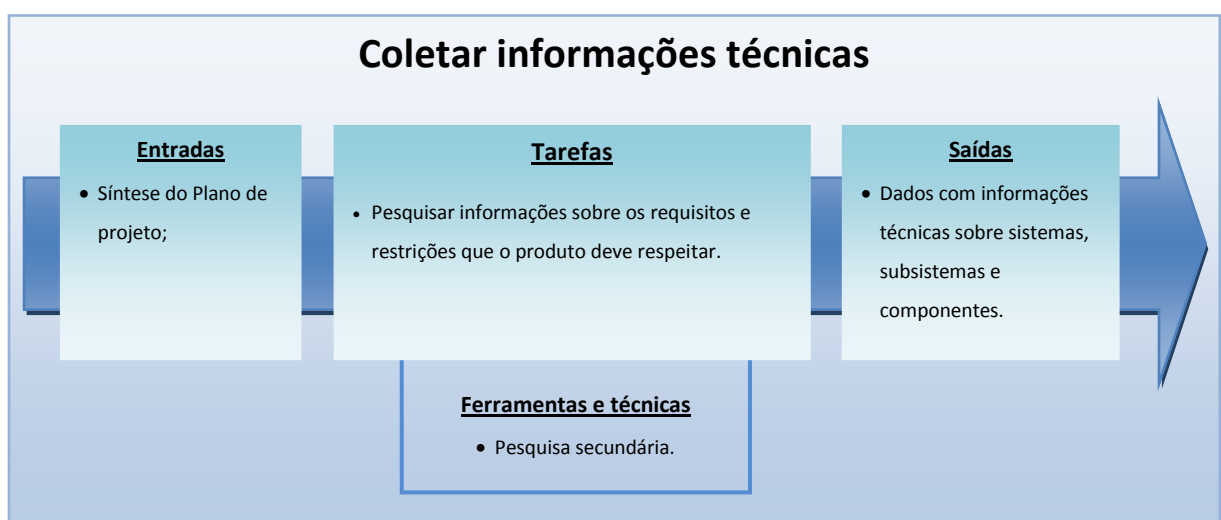 Coletar informações técnicas
Entradas
• Síntese do Plano de
projeto;
Tarefas
• Pesquisar informações sobre os requisitos e
restrições que o produto deve respeitar.
Saídas
• Dados com informações
técnicas sobre sistemas,
subsistemas e
componentes.
Ferramentas e técnicas
• Pesquisa secundária.